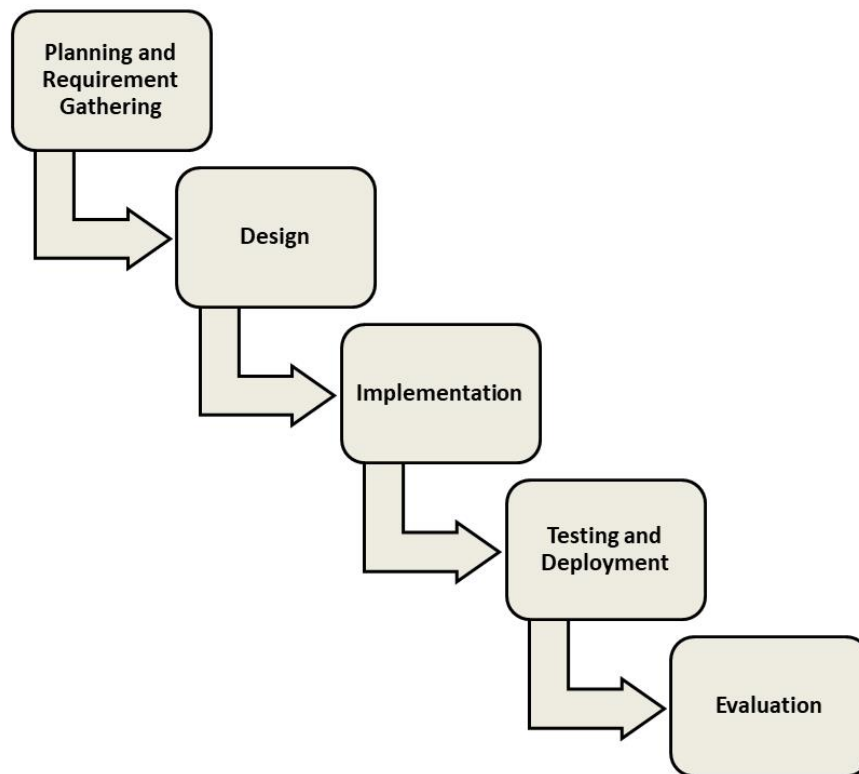 Planning and
Requirement
Gathering
Design
Implementation
Testing and
Deployment
Evaluation